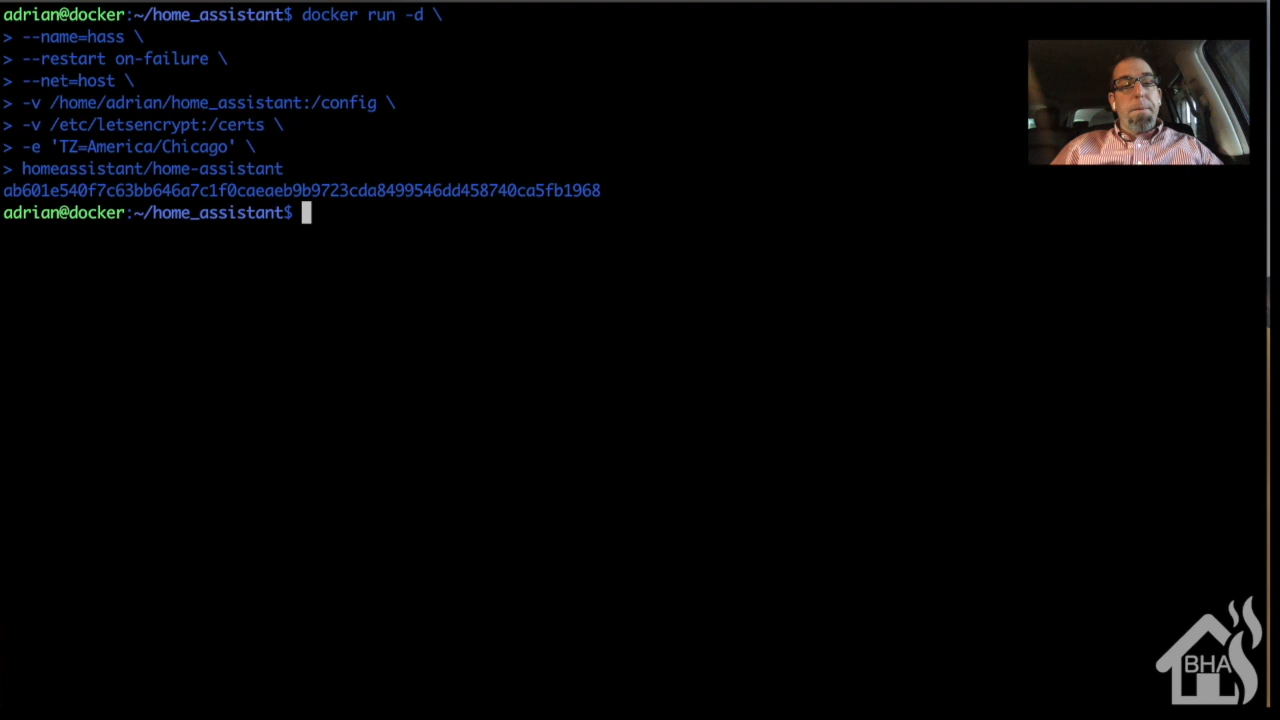 adrian@docker:~/home_assistant$ docker run -d \
> --name=hass \
> --restart on-failure \
> --net=host \
> -v /home/adrian/home_assistant:/config \
> -v /etc/letsencrypt:/certs \
> -e 'TZ=America/Chicago' \
> homeassistant/home-assistant
ab601e540f7c63bb646a7c1f0caeaeb9b9723cda8499546dd458740ca5fb1968
adrian@docker:~/home_assistant$
BHA